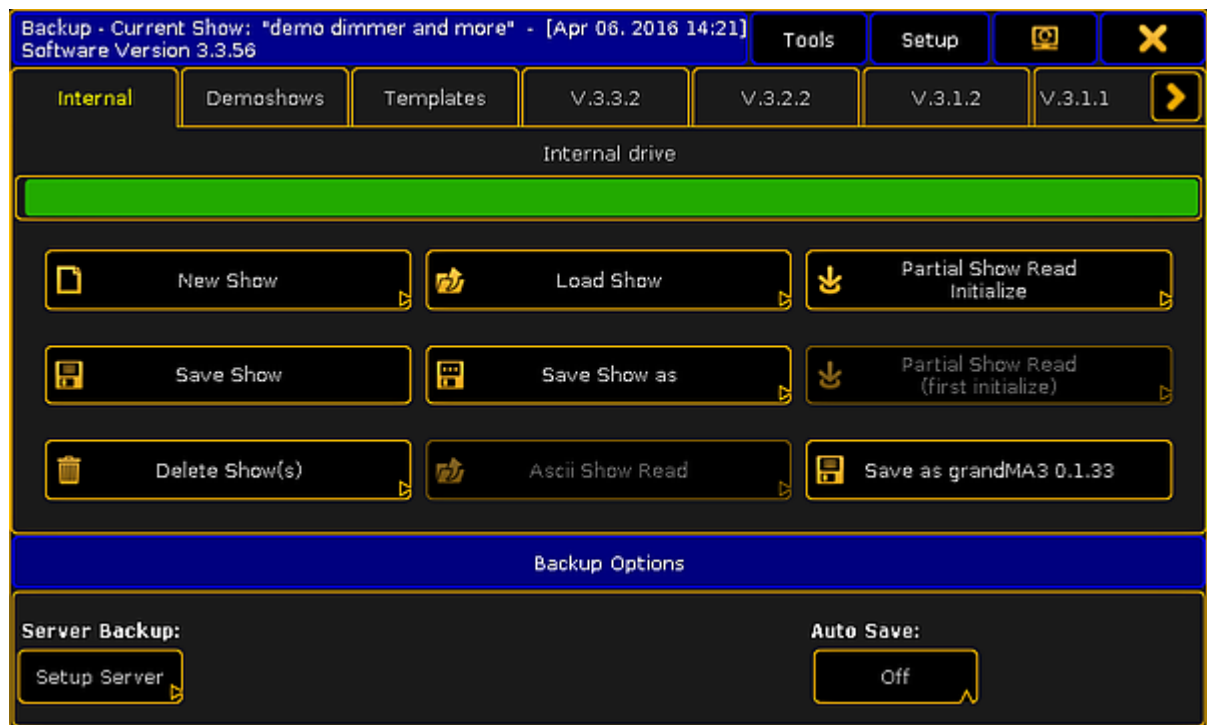 Backup - Current Show: "demo dimmer and more" - [Apr 06. 2016 14:21]
Software Version 3.3.56
Tools
Setup
Internal
Demoshows
Templates
V.3.3.2
V.3.2.2
V.3.1.2
V.3.1.1
Internal drive
New Show
Load Show
Partial Show Read
Initialize
Save Show
Save Show as
Partial Show Read
(first initialize)
Delete Show(s)
Ascii Show Read
Save as grandMA3 0.1.33
Backup Options
Server Backup:
Auto Save:
Setup Server
Off